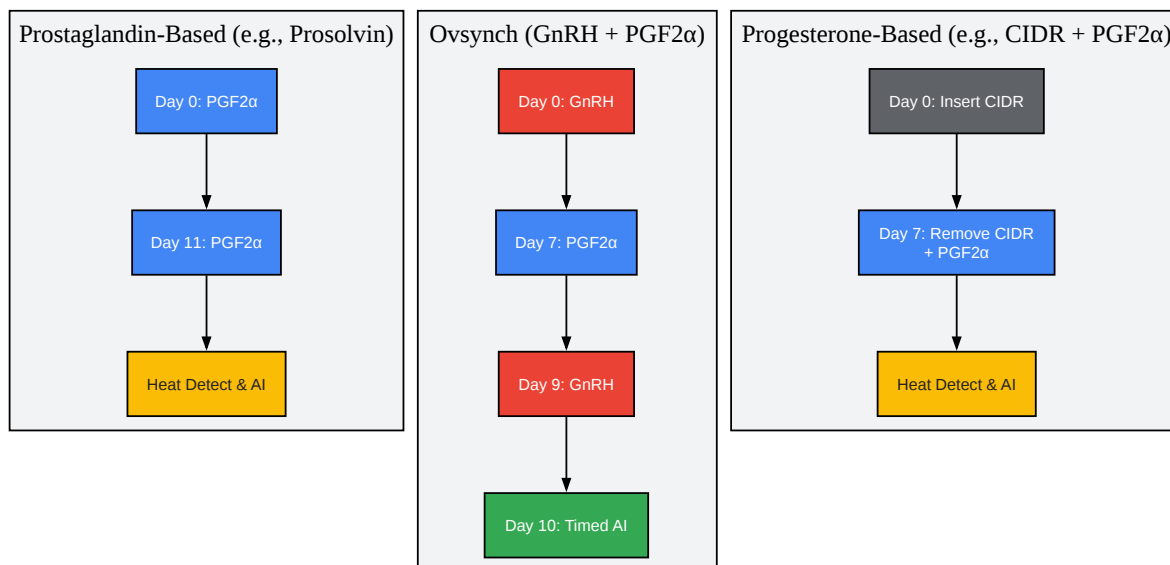 Prostaglandin-Based (e.g., Prosolvin)
Day 0: PGF2α
Day 11: PGF2α
Heat Detect & AI
Ovsynch (GnRH + PGF2α)
Day 0: GnRH
Day 7: PGF2α
Day 9: GnRH
Day 10: Timed AI
Progesterone-Based (e.g., CIDR + PGF2α)
Day 0: Insert CIDR
Day 7: Remove CIDR
+ PGF2α
Heat Detect & AI